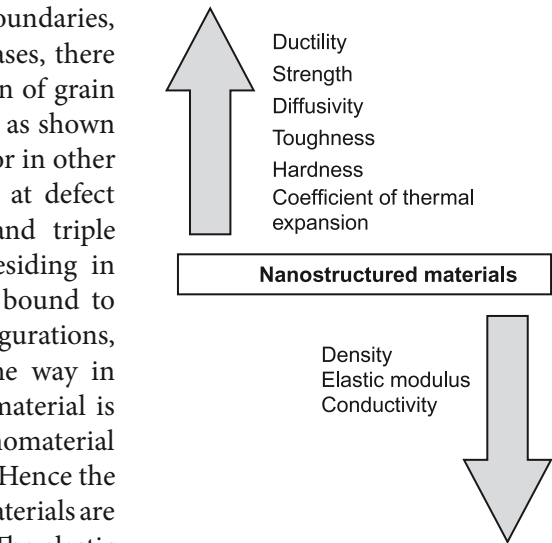 oundaries,
ases, there
n of grain
as shown
or in other
at defect
and triple
esiding in
bound to
gurations,
ne way in
material is
nomaterial
Hence the
aterials are
The elastic
Ductility
Strength
Diffusivity
Toughness
Hardness
Coefficient of thermal
expansion
Nanostructured materials
Density
Elastic modulus
Conductivity